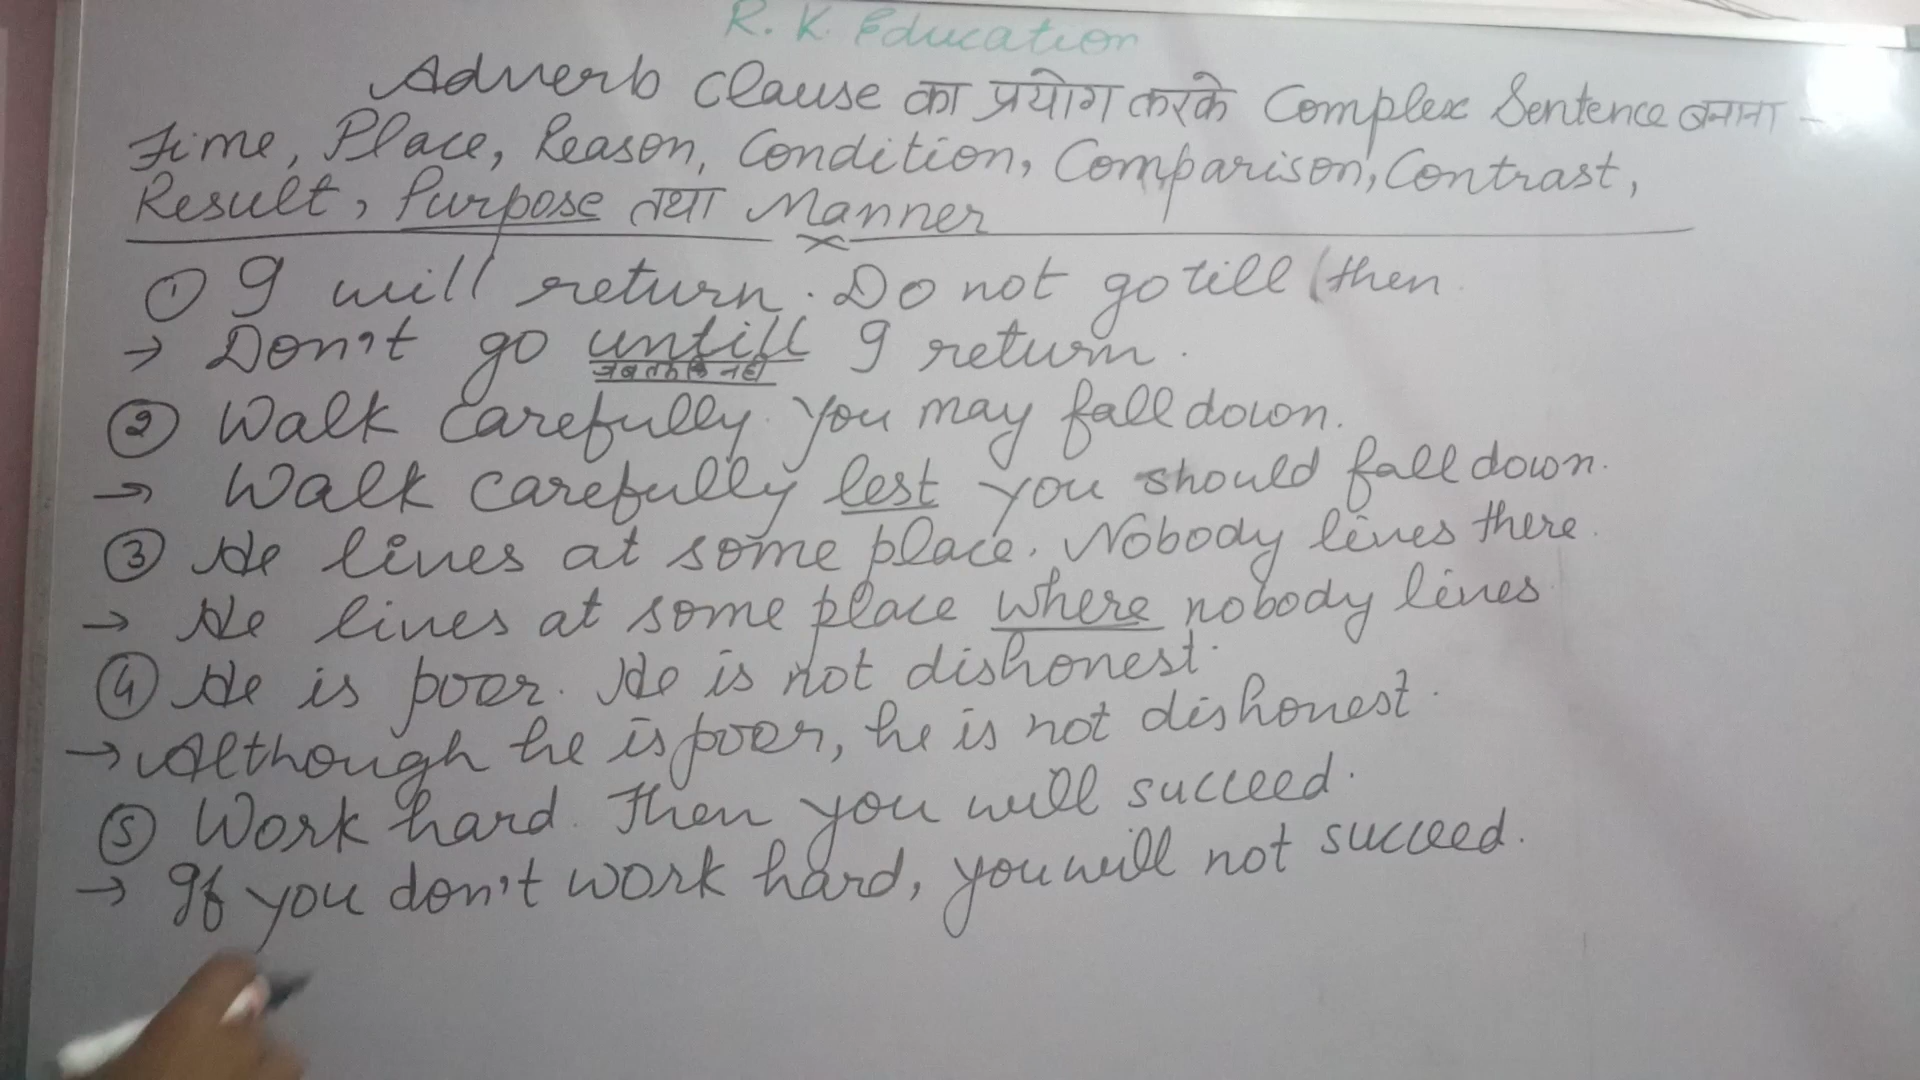 R. K. Education
Adverb Clause का प्रयोग करके Complex Sentence बनाना -
Time, Place, Reason, Condition, Comparison, Contrast,
Result, Purpose तथा Manner
① I will return. Do not go till then.
→ Don't go untill I return.
जब तक कि नहीं
② Walk carefully. You may fall down.
→ Walk carefully lest you should fall down.
③ He lives at some place. Nobody lives there.
→ He lives at some place where nobody lives.
④ He is poor. He is not dishonest.
→ Although he is poor, he is not dishonest.
⑤ Work hard. Then you will succeed.
→ If you don't work hard, you will not succeed.